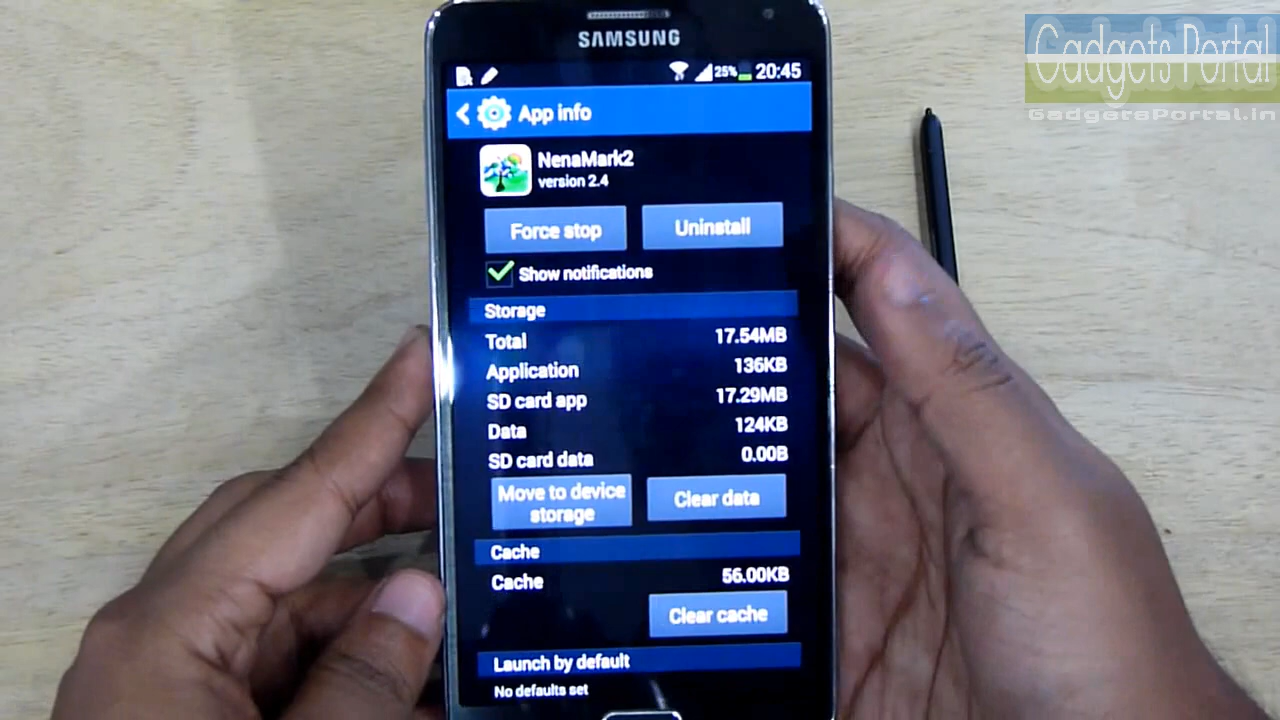 SAMSUNG
Gadgets Portal
GadgetsPortal.in
25% 20:45
App info
NenaMark2
version 2.4
Force stop Uninstall
Show notifications
Storage
Total 17.54MB
Application 136KB
SD card app 17.29MB
Data 124KB
SD card data 0.00B
Move to device
storage
Clear data
Cache
Cache 56.00KB
Clear cache
Launch by default
No defaults set